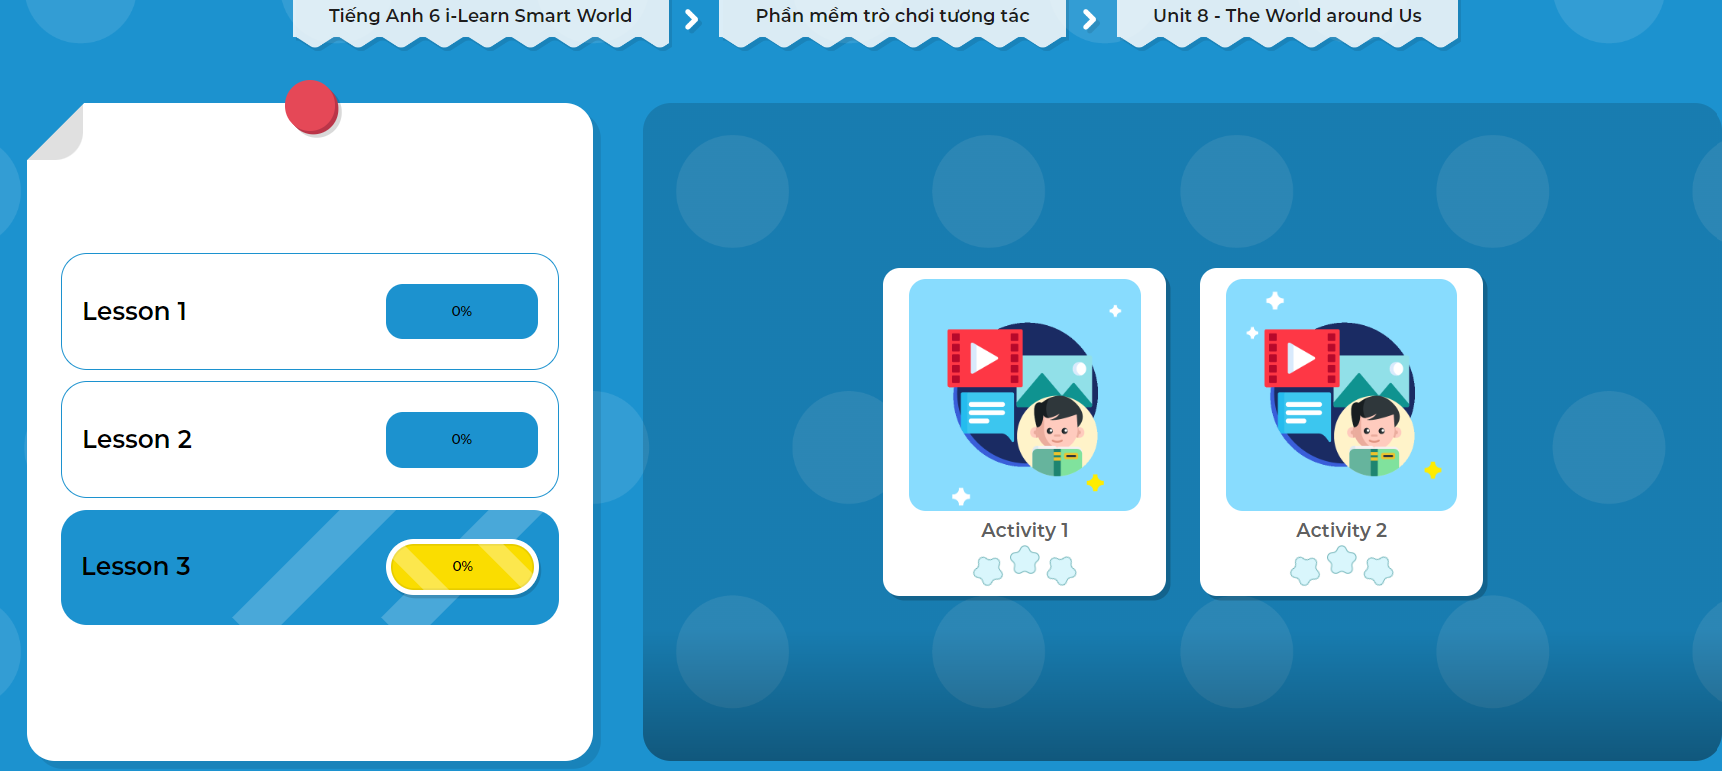 Tiếng Anh 6 i-Learn Smart World
Phần mềm trò chơi tương tác
Unit 8 - The World around Us
Lesson 1
0%
Lesson 2
0%
Lesson 3
0%
Activity 1
Activity 2